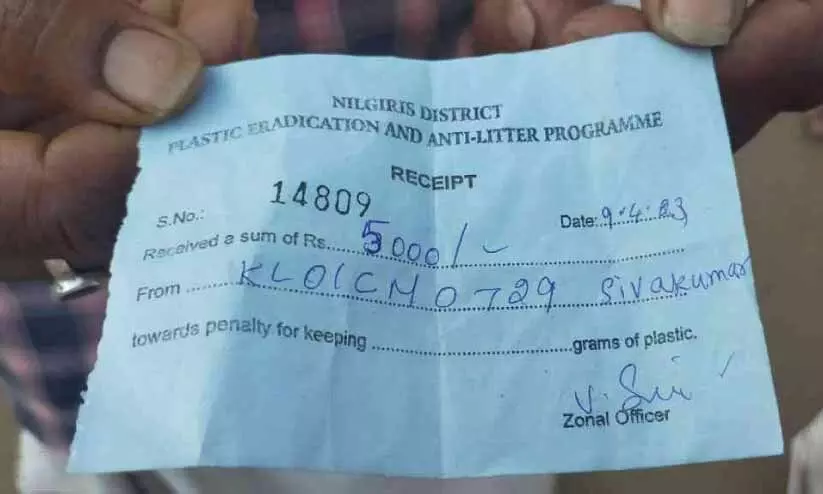 NILGIRIS DISTRICT
PLASTIC ERADICATION AND ANTI-LITTER PROGRAMME
RECEIPT
S.No.: 14809 Date: 9.4.23
Received a sum of Rs. 5000/-
From KL01CM0729 Sivakumar
towards penalty for keeping grams of plastic.
Zonal Officer